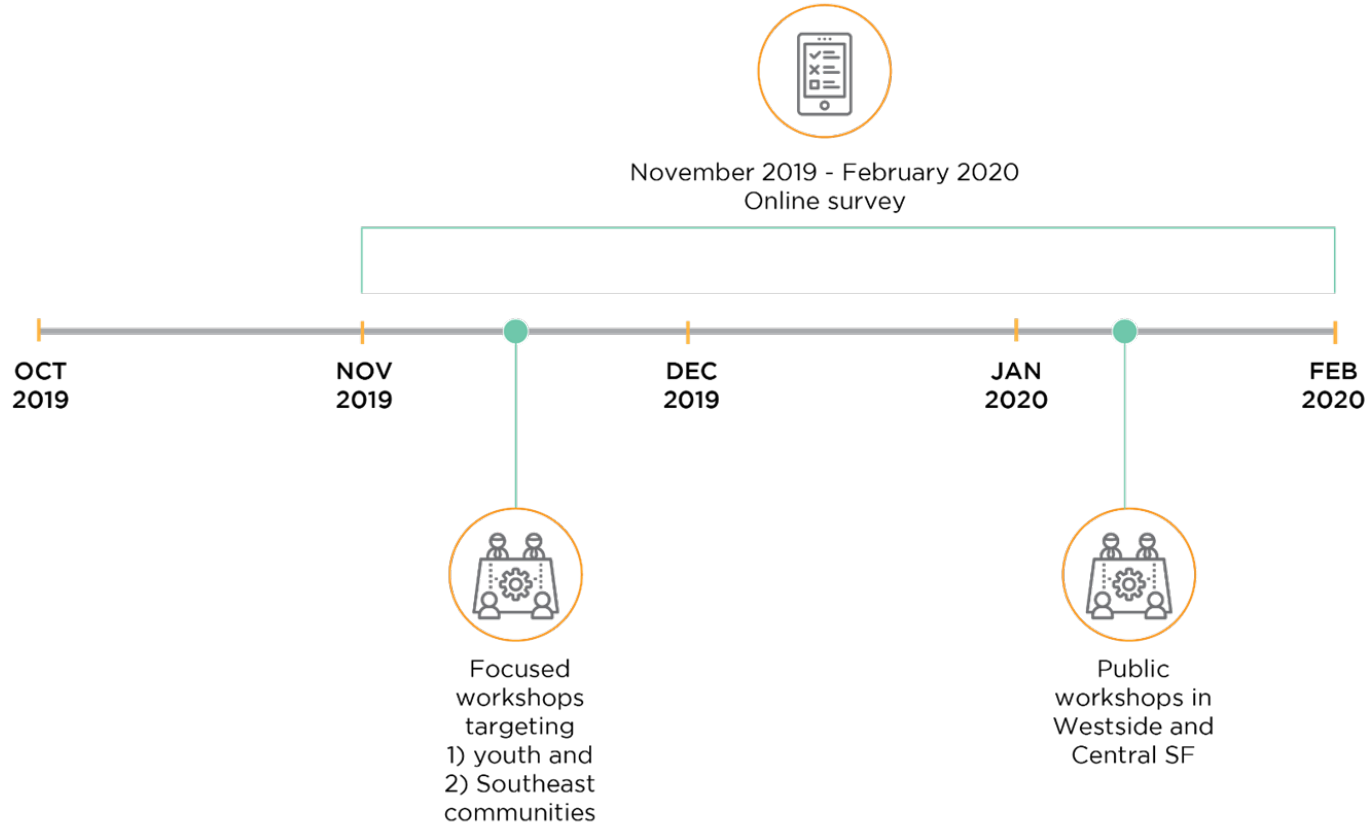 November 2019 - February 2020
Online survey
OCT
2019
NOV
2019
DEC
2019
JAN
2020
FEB
2020
Focused
workshops
targeting
1) youth and
2) Southeast
communities
Public
workshops in
Westside and
Central SF